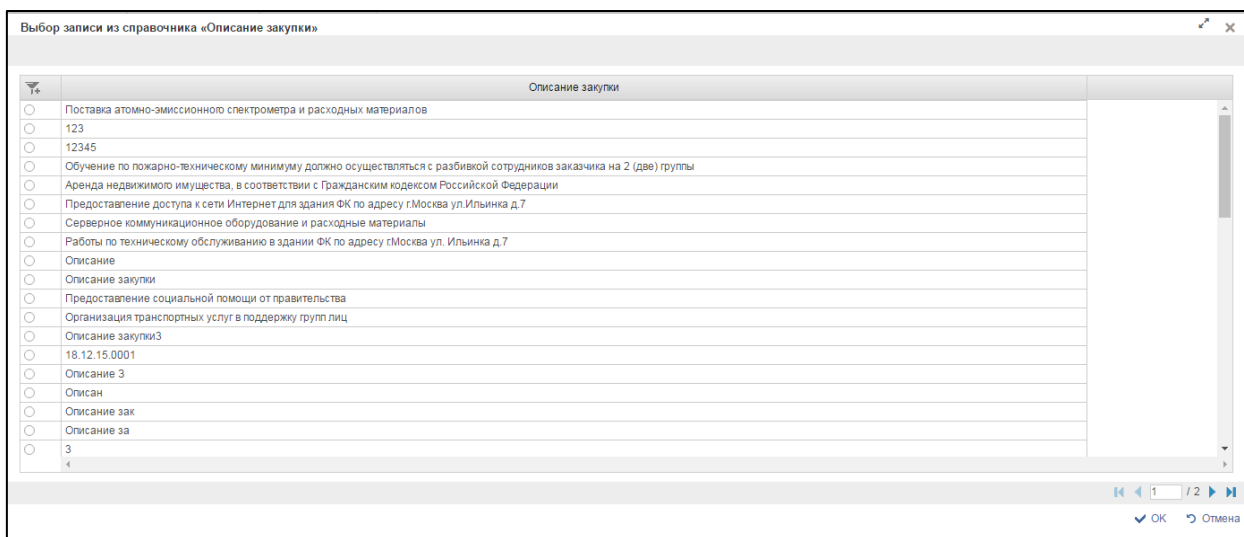 Выбор записи из справочника «Описание закупки»
Описание закупки
Поставка атомно-эмиссионного спектрометра и расходных материалов
123
12345
Обучение по пожарно-техническому минимуму должно осуществляться с разбивкой сотрудников заказчика на 2 (две) группы
Аренда недвижимого имущества, в соответствии с Гражданским кодексом Российской Федерации
Предоставление доступа к сети Интернет для здания ФК по адресу г.Москва ул.Ильинка д.7
Серверное коммуникационное оборудование и расходные материалы
Работы по техническому обслуживанию в здании ФК по адресу г.Москва ул. Ильинка д.7
Описание
Описание закупки
Предоставление социальной помощи от правительства
Организация транспортных услуг в поддержку групп лиц
Описание закупки3
18.12.15.0001
Описание 3
Описан
Описание зак
Описание за
3
1 / 2
OK Отмена